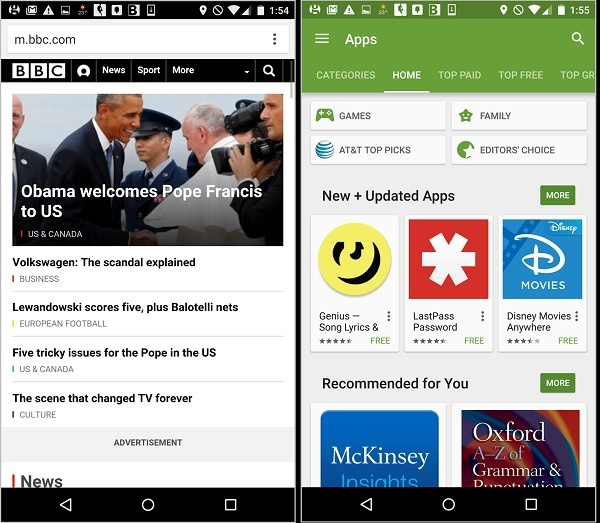 1:54
m.bbc.com
BBC News Sport More
Obama welcomes Pope Francis
to US
US & CANADA
Volkswagen: The scandal explained
BUSINESS
Lewandowski scores five, plus Balotelli nets
EUROPEAN FOOTBALL
Five tricky issues for the Pope in the US
US & CANADA
The scene that changed TV forever
CULTURE
ADVERTISEMENT
News
1:55
Apps
CATEGORIES HOME TOP PAID TOP FREE TOP GR
GAMES FAMILY
AT&T TOP PICKS EDITORS' CHOICE
New + Updated Apps MORE
Disney
D
MOVIES
Genius — LastPass Disney Movies
Song Lyrics & Password Anywhere
FREE FREE FREE
Recommended for You MORE
McKinsey
Insights
Oxford
A–Z of
Grammar &
Punctuation